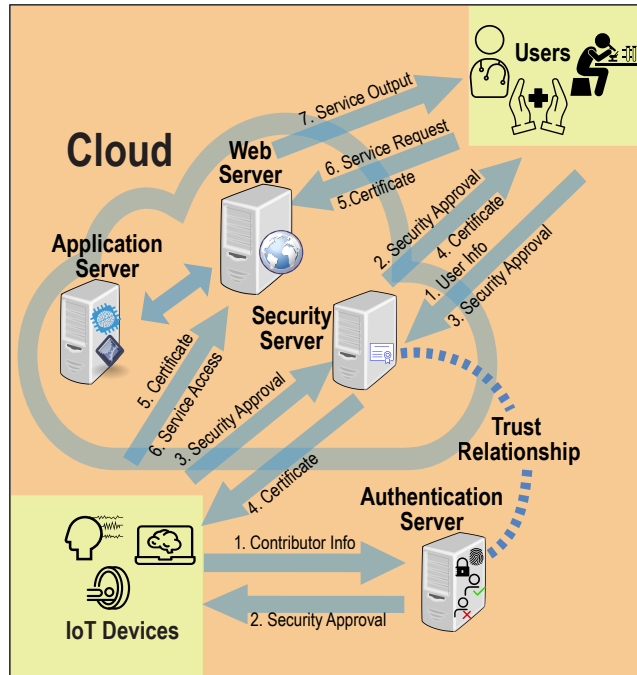 Users
7. Service Output
Cloud
Web
Server
6. Service Request
5.Certificate
2. Security Approval
4. Certificate
1. User Info
3. Security Approval
Application
Server
Security
Server
5. Certificate
6. Service Access
3. Security Approval
4. Certificate
Trust
Relationship
Authentication
Server
1. Contributor Info
2. Security Approval
IoT Devices